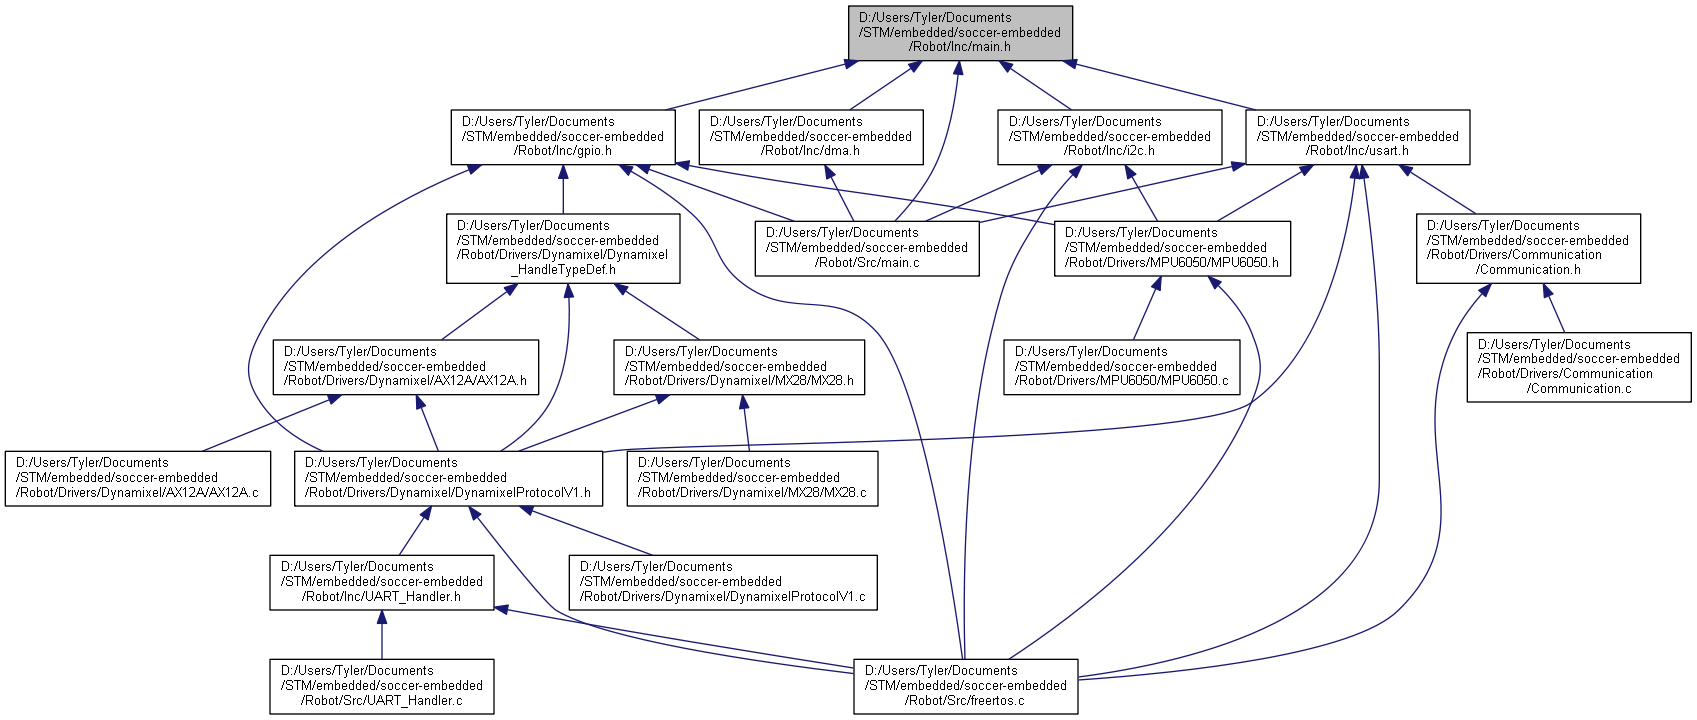 D:/Users/Tyler/Documents
/STM/embedded/soccer-embedded
/Robot/Inc/main.h
D:/Users/Tyler/Documents
/STM/embedded/soccer-embedded
/Robot/Inc/gpio.h
D:/Users/Tyler/Documents
/STM/embedded/soccer-embedded
/Robot/Inc/dma.h
D:/Users/Tyler/Documents
/STM/embedded/soccer-embedded
/Robot/Inc/i2c.h
D:/Users/Tyler/Documents
/STM/embedded/soccer-embedded
/Robot/Inc/usart.h
D:/Users/Tyler/Documents
/STM/embedded/soccer-embedded
/Robot/Drivers/Dynamixel/Dynamixel
_HandleTypeDef.h
D:/Users/Tyler/Documents
/STM/embedded/soccer-embedded
/Robot/Src/main.c
D:/Users/Tyler/Documents
/STM/embedded/soccer-embedded
/Robot/Drivers/MPU6050/MPU6050.h
D:/Users/Tyler/Documents
/STM/embedded/soccer-embedded
/Robot/Drivers/Communication
/Communication.h
D:/Users/Tyler/Documents
/STM/embedded/soccer-embedded
/Robot/Drivers/Dynamixel/AX12A/AX12A.h
D:/Users/Tyler/Documents
/STM/embedded/soccer-embedded
/Robot/Drivers/Dynamixel/MX28/MX28.h
D:/Users/Tyler/Documents
/STM/embedded/soccer-embedded
/Robot/Drivers/MPU6050/MPU6050.c
D:/Users/Tyler/Documents
/STM/embedded/soccer-embedded
/Robot/Drivers/Communication
/Communication.c
D:/Users/Tyler/Documents
/STM/embedded/soccer-embedded
/Robot/Drivers/Dynamixel/AX12A/AX12A.c
D:/Users/Tyler/Documents
/STM/embedded/soccer-embedded
/Robot/Drivers/Dynamixel/DynamixelProtocolV1.h
D:/Users/Tyler/Documents
/STM/embedded/soccer-embedded
/Robot/Drivers/Dynamixel/MX28/MX28.c
D:/Users/Tyler/Documents
/STM/embedded/soccer-embedded
/Robot/Inc/UART_Handler.h
D:/Users/Tyler/Documents
/STM/embedded/soccer-embedded
/Robot/Drivers/Dynamixel/DynamixelProtocolV1.c
D:/Users/Tyler/Documents
/STM/embedded/soccer-embedded
/Robot/Src/UART_Handler.c
D:/Users/Tyler/Documents
/STM/embedded/soccer-embedded
/Robot/Src/freertos.c